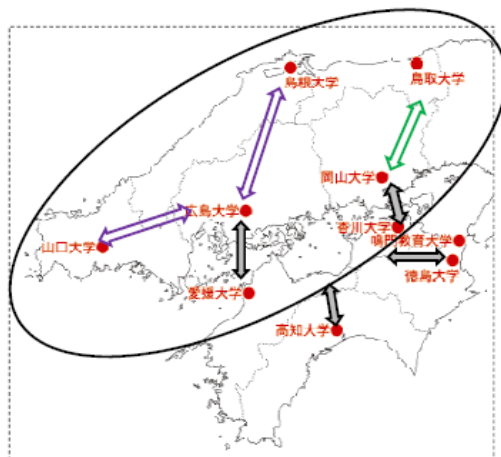 島根大学
鳥取大学
岡山大学
広島大学
香川大学
鳴門教育大学
山口大学
徳島大学
愛媛大学
高知大学